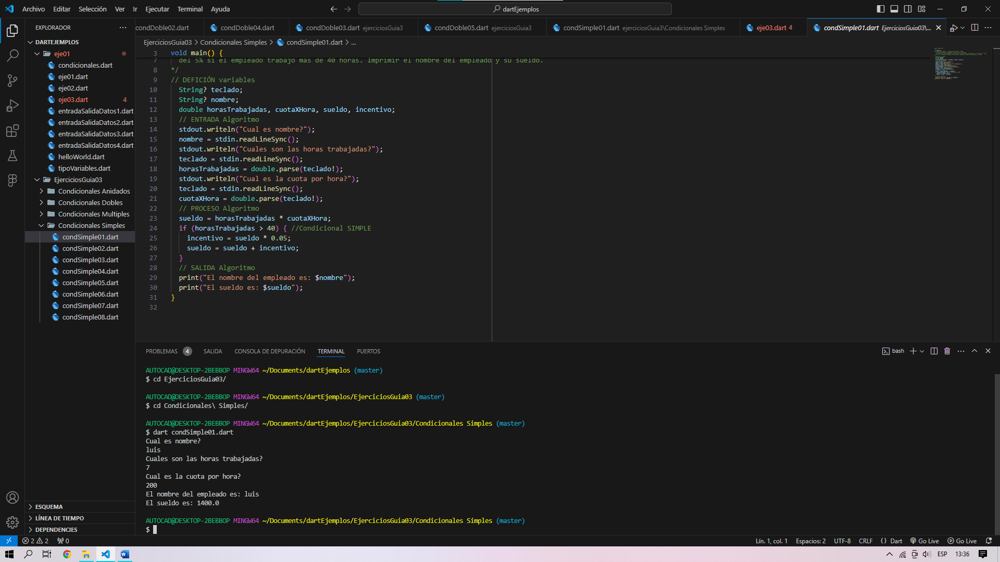 Archivo Editar Selección Ver Ir Ejecutar Terminal Ayuda
dartEjemplos
EXPLORADOR
DARTEJEMPLOS
eje01
condicionales.dart
eje01.dart
eje02.dart
eje03.dart 4
entradaSalidaDatos1.dart
entradaSalidaDatos2.dart
entradaSalidaDatos3.dart
entradaSalidaDatos4.dart
helloWorld.dart
tipoVariables.dart
EjerciciosGuia03
Condicionales Anidados
Condicionales Dobles
Condicionales Multiples
Condicionales Simples
condSimple01.dart
condSimple02.dart
condSimple03.dart
condSimple04.dart
condSimple05.dart
condSimple06.dart
condSimple07.dart
condSimple08.dart
ESQUEMA
LÍNEA DE TIEMPO
DEPENDENCIES
condDoble02.dart condDoble04.dart condDoble03.dart ejerciciosGuia3 condDoble05.dart ejerciciosGuia3 condSimple01.dart ejerciciosGuia3\Condicionales Simples eje03.dart 4 condSimple01.dart EjerciciosGuia03\...
EjerciciosGuia03 > Condicionales Simples > condSimple01.dart > ...
3 void main() {
7 del 5% si el empleado trabajó más de 40 horas. Imprimir el nombre del empleado y su sueldo.
8 */
9 // DEFICIÓN variables
10 String? teclado;
11 String? nombre;
12 double horasTrabajadas, cuotaXHora, sueldo, incentivo;
13 // ENTRADA Algoritmo
14 stdout.writeln("Cual es nombre?");
15 nombre = stdin.readLineSync();
16 stdout.writeln("Cuales son las horas trabajadas?");
17 teclado = stdin.readLineSync();
18 horasTrabajadas = double.parse(teclado!);
19 stdout.writeln("Cual es la cuota por hora?");
20 teclado = stdin.readLineSync();
21 cuotaXHora = double.parse(teclado!);
22 // PROCESO Algoritmo
23 sueldo = horasTrabajadas * cuotaXHora;
24 if (horasTrabajadas > 40) { //Condicional SIMPLE
25 incentivo = sueldo * 0.05;
26 sueldo = sueldo + incentivo;
27 }
28 // SALIDA Algoritmo
29 print("El nombre del empleado es: $nombre");
30 print("El sueldo es: $sueldo");
31 }
32
PROBLEMAS 4 SALIDA CONSOLA DE DEPURACIÓN TERMINAL PUERTOS
bash
AUTOCAD@DESKTOP-2BEBBOP MINGW64 ~/Documents/dartEjemplos (master)
$ cd EjerciciosGuia03/
AUTOCAD@DESKTOP-2BEBBOP MINGW64 ~/Documents/dartEjemplos/EjerciciosGuia03 (master)
$ cd Condicionales\ Simples/
AUTOCAD@DESKTOP-2BEBBOP MINGW64 ~/Documents/dartEjemplos/EjerciciosGuia03/Condicionales Simples (master)
$ dart condSimple01.dart
Cual es nombre?
luis
Cuales son las horas trabajadas?
7
Cual es la cuota por hora?
200
El nombre del empleado es: luis
El sueldo es: 1400.0
AUTOCAD@DESKTOP-2BEBBOP MINGW64 ~/Documents/dartEjemplos/EjerciciosGuia03/Condicionales Simples (master)
$
2 2 0
Lín. 1, col. 1 Espacios: 2 UTF-8 CRLF {} Dart Go Live Go Live
ESP 13:36